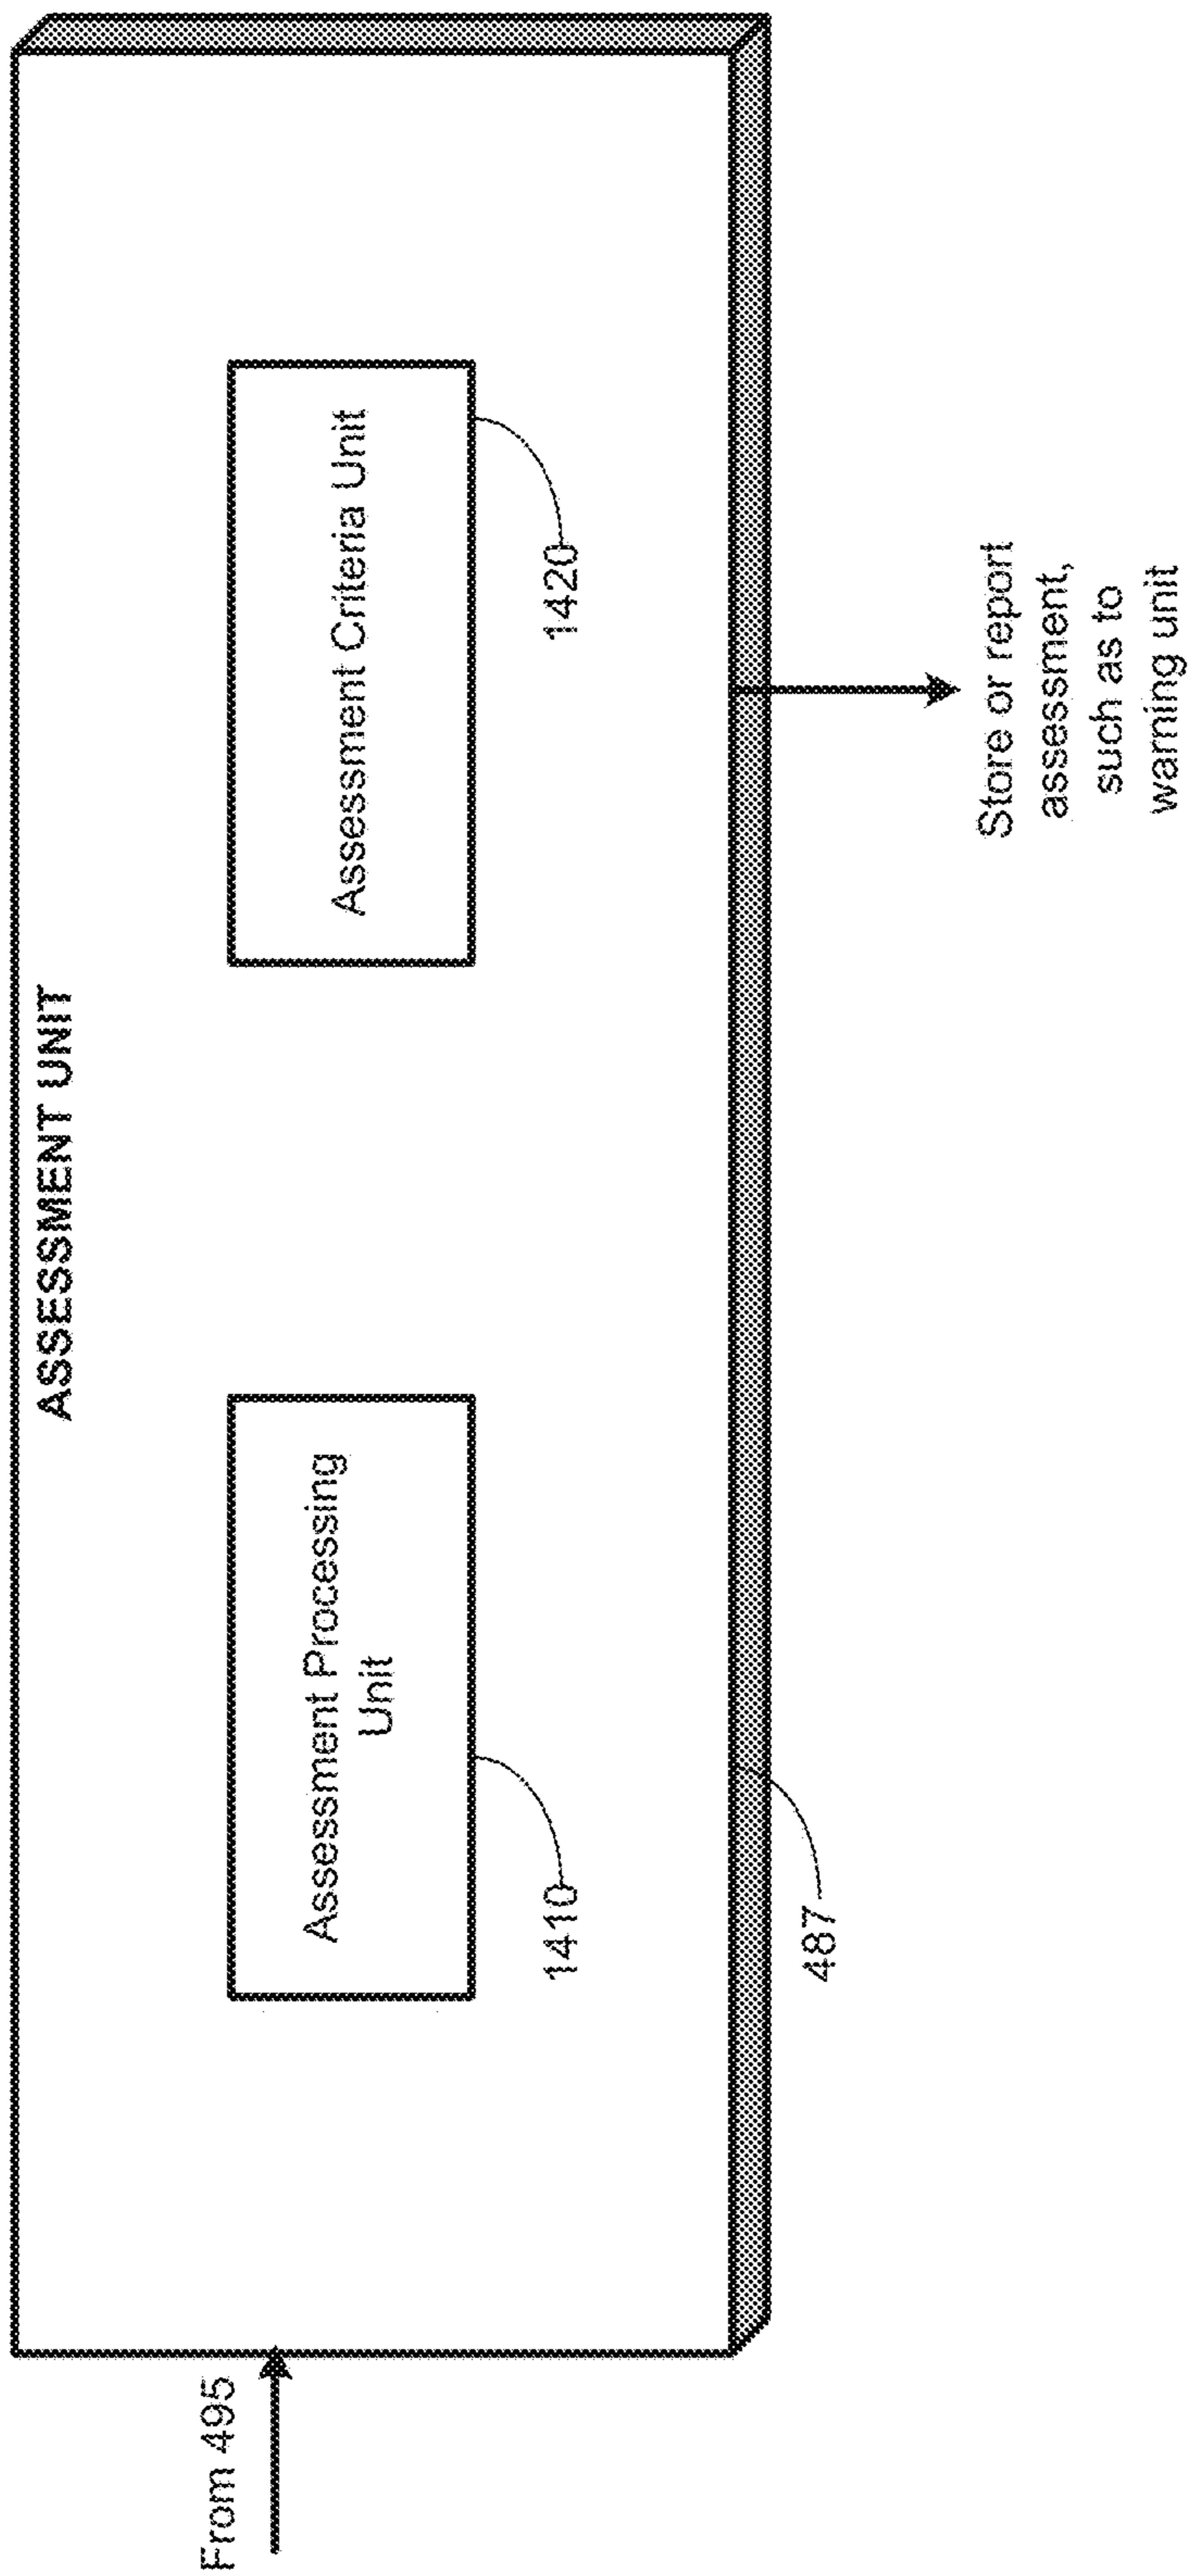 ASSESSMENT UNIT
From 495
Assessment Processing
Unit
1410
Assessment Criteria Unit
1420
487
Store or report
assessment,
such as to
warning unit